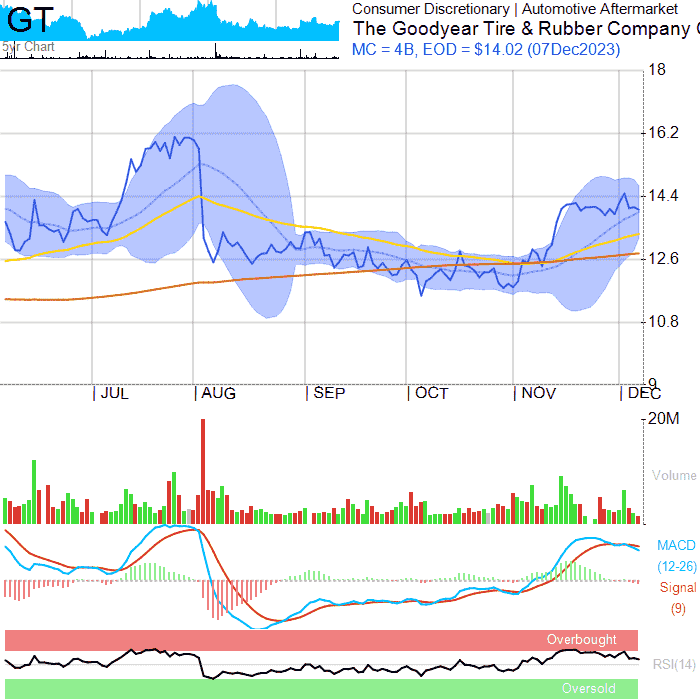 GT
5yr Chart
Consumer Discretionary | Automotive Aftermarket
The Goodyear Tire & Rubber Company
MC = 4B, EOD = $14.02 (07Dec2023)
18
16.2
14.4
12.6
10.8
9
JUL AUG SEP OCT NOV DEC
20M
Volume
MACD
(12-26)
Signal
(9)
Overbought
RSI(14)
Oversold